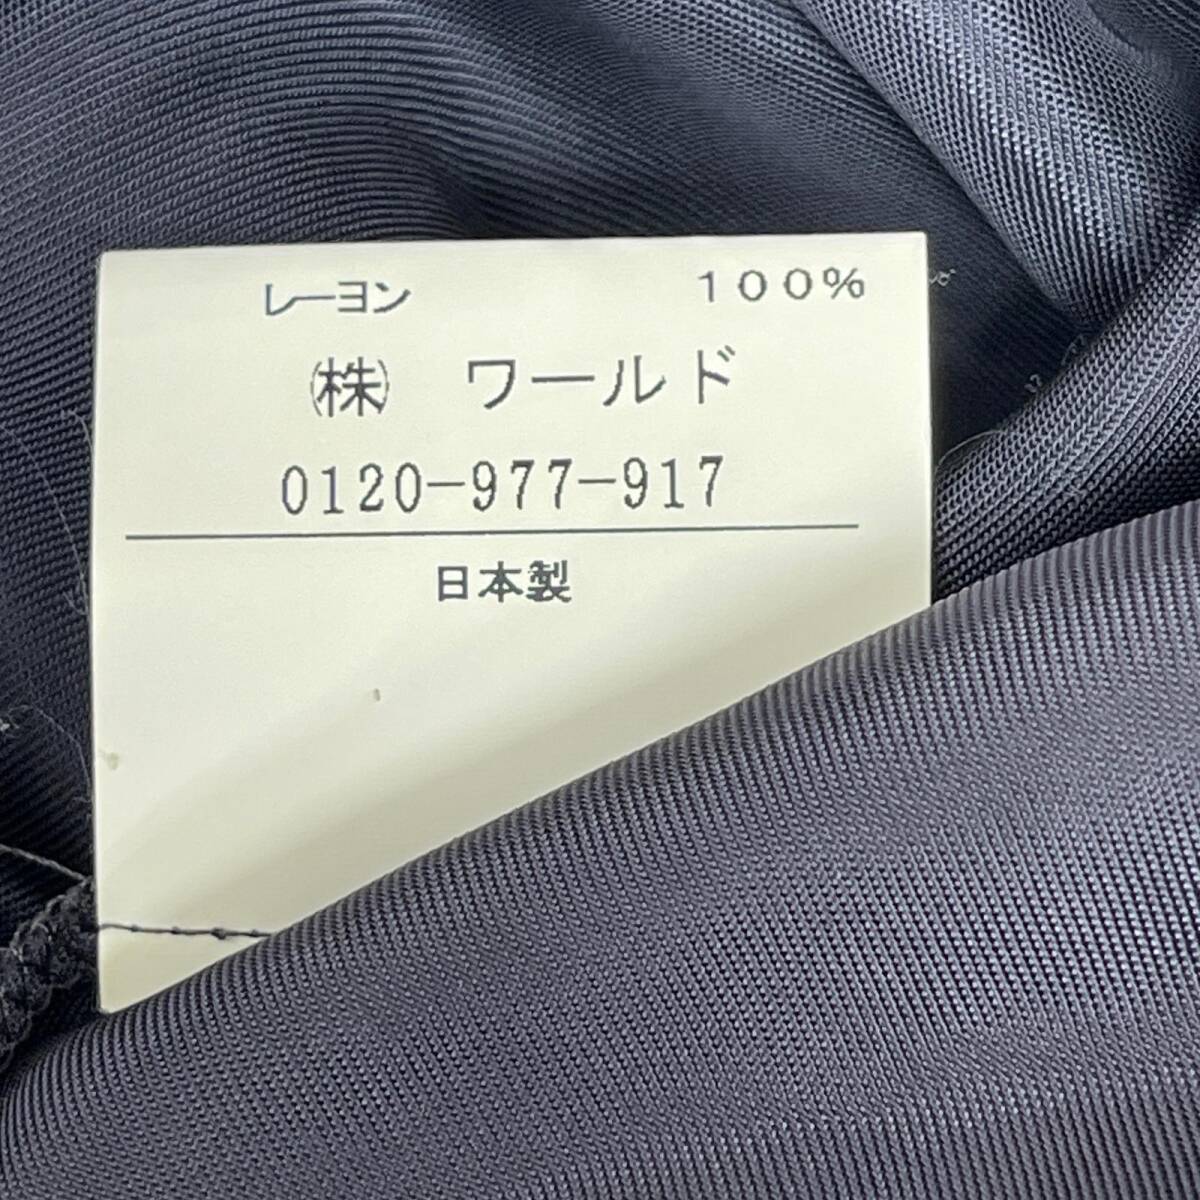 レーヨン １００％
㈱ ワールド
0120-977-917
日本製